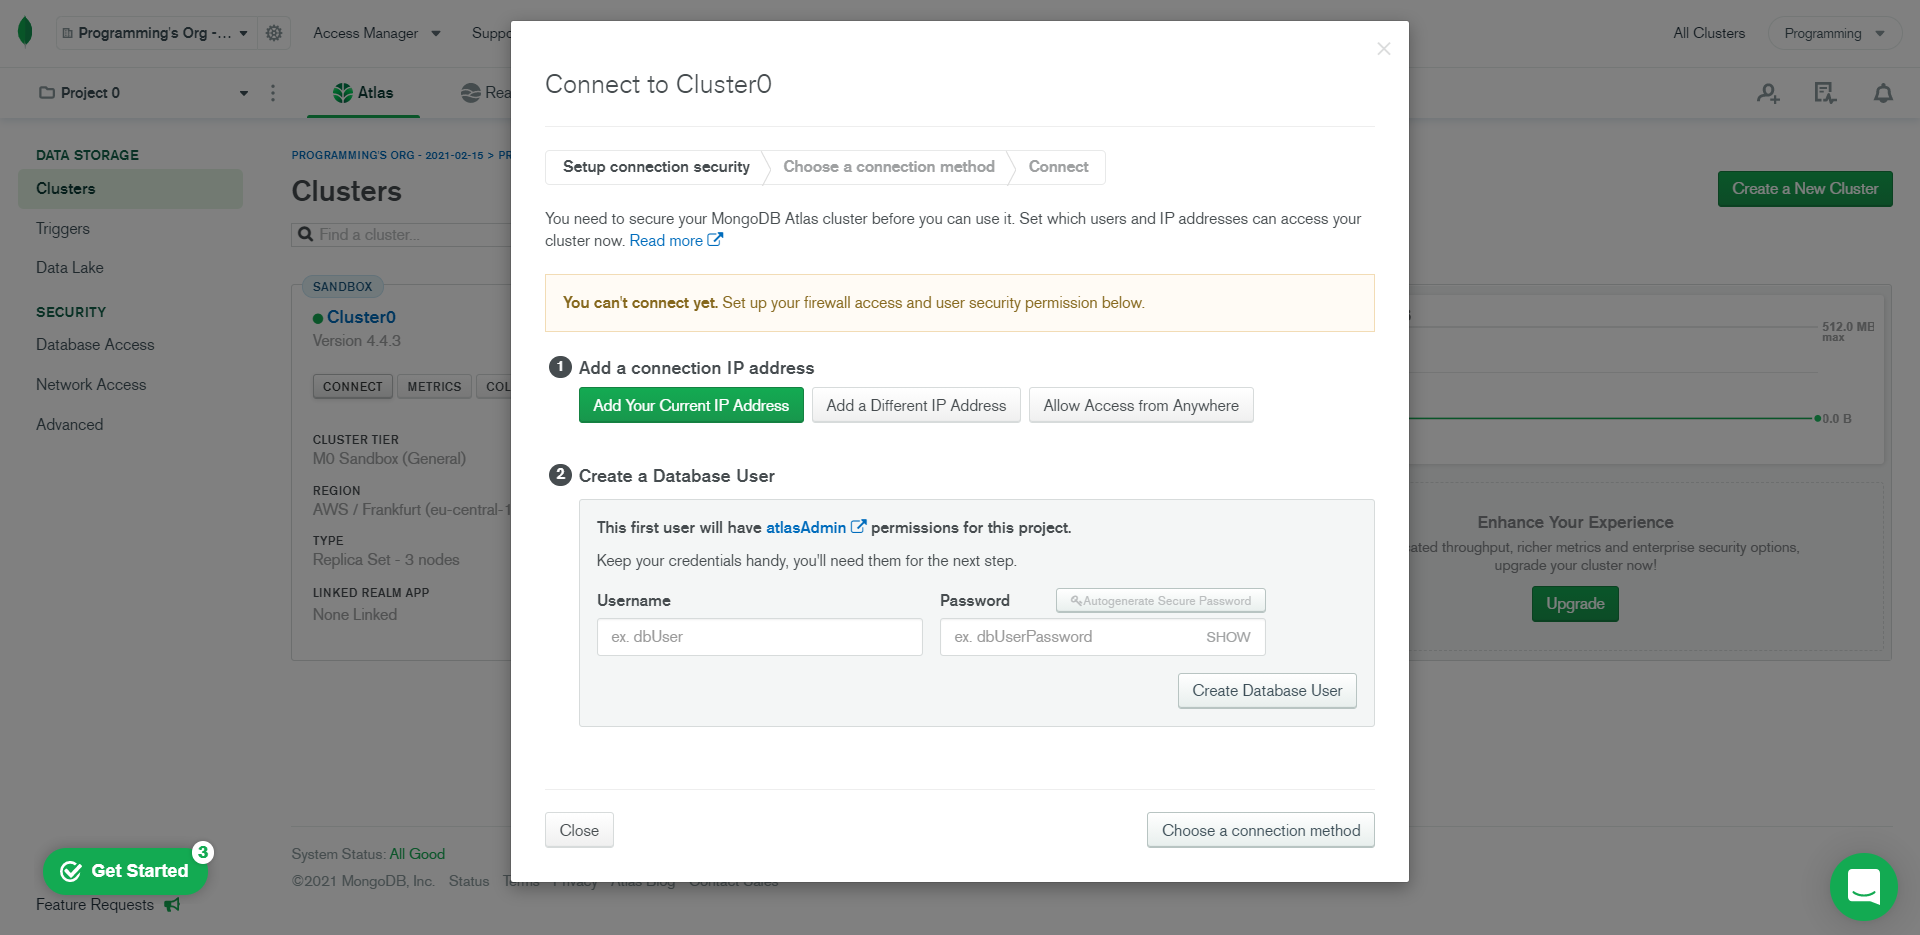 Programming's Org -...
Access Manager
Suppo
All Clusters
Programming
Project 0
Atlas
Rea
DATA STORAGE
Clusters
Triggers
Data Lake
SECURITY
Database Access
Network Access
Advanced
PROGRAMMING'S ORG - 2021-02-15 > PR
Clusters
Find a cluster...
Create a New Cluster
SANDBOX
Cluster0
Version 4.4.3
CONNECT
METRICS
COL
CLUSTER TIER
M0 Sandbox (General)
REGION
AWS / Frankfurt (eu-central-1
TYPE
Replica Set - 3 nodes
LINKED REALM APP
None Linked
Connect to Cluster0
Setup connection security
Choose a connection method
Connect
You need to secure your MongoDB Atlas cluster before you can use it. Set which users and IP addresses can access your
cluster now. Read more
You can't connect yet. Set up your firewall access and user security permission below.
1 Add a connection IP address
Add Your Current IP Address
Add a Different IP Address
Allow Access from Anywhere
2 Create a Database User
This first user will have atlasAdmin permissions for this project.
Keep your credentials handy, you'll need them for the next step.
Username
Password
Autogenerate Secure Password
ex. dbUser
ex. dbUserPassword
SHOW
Create Database User
Close
Choose a connection method
512.0 MB
max
0.0 B
Enhance Your Experience
cated throughput, richer metrics and enterprise security options,
upgrade your cluster now!
Upgrade
System Status: All Good
©2021 MongoDB, Inc.
Status
Terms
Privacy
Atlas Blog
Contact Sales
Get Started
3
Feature Requests